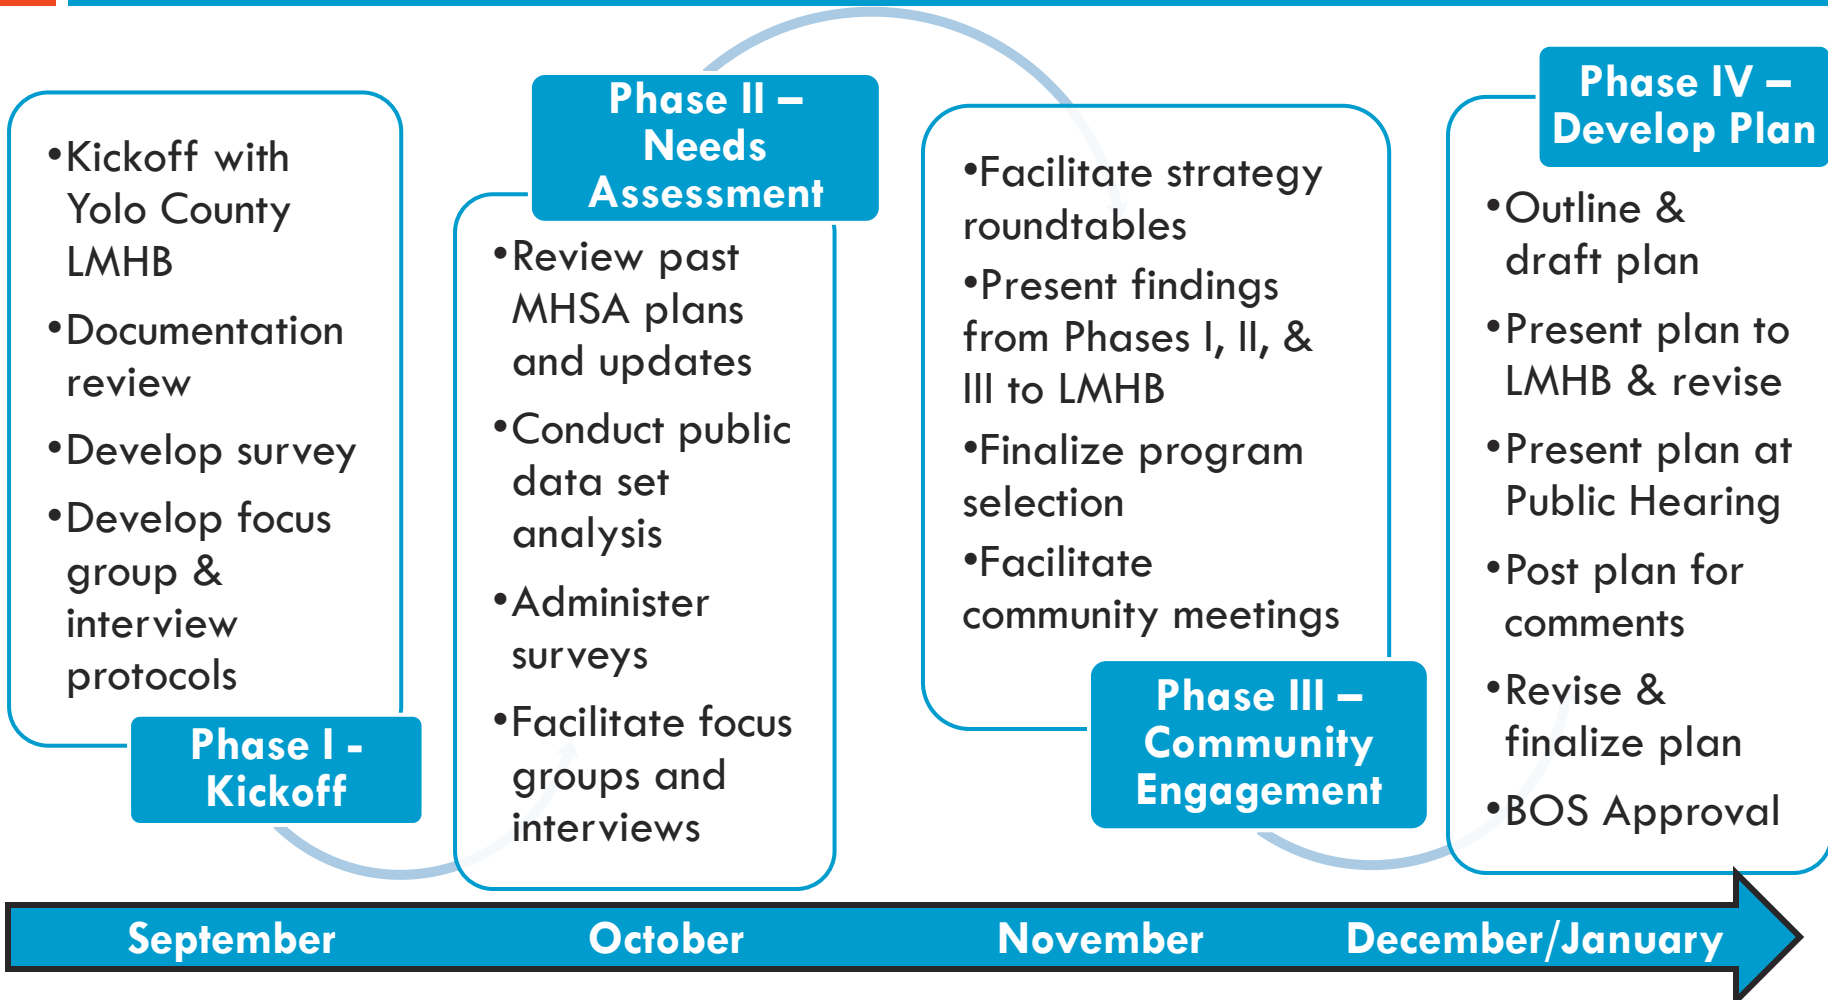 •Kickoff with
Yolo County
LMHB
•Documentation
review
•Develop survey
•Develop focus
group &
interview
protocols
Phase I -
Kickoff
Phase II –
Needs
Assessment
•Review past
MHSA plans
and updates
•Conduct public
data set
analysis
•Administer
surveys
•Facilitate focus
groups and
interviews
•Facilitate strategy
roundtables
•Present findings
from Phases I, II, &
III to LMHB
•Finalize program
selection
•Facilitate
community meetings
Phase III –
Community
Engagement
Phase IV –
Develop Plan
•Outline &
draft plan
•Present plan to
LMHB & revise
•Present plan at
Public Hearing
•Post plan for
comments
•Revise &
finalize plan
•BOS Approval
September
October
November
December/January